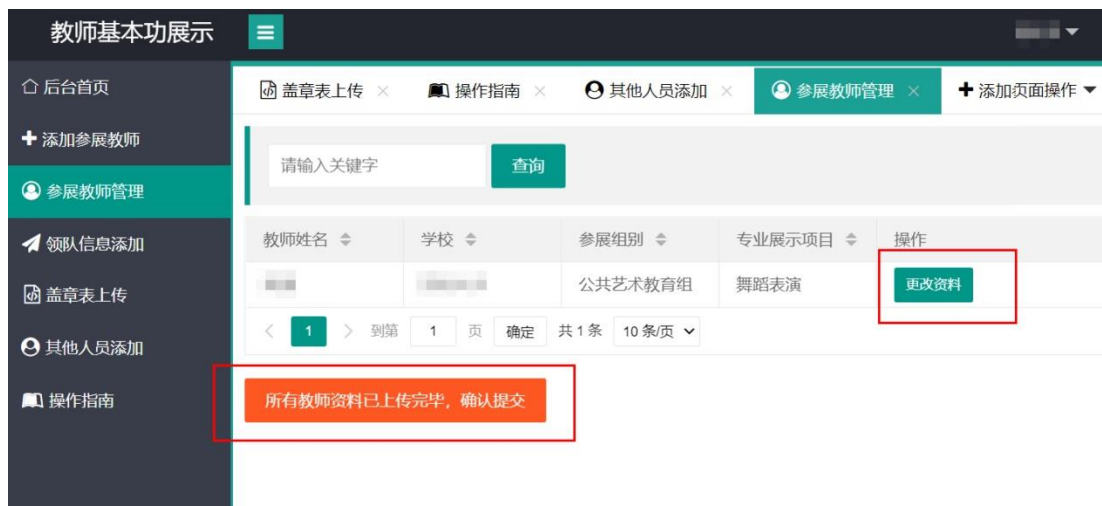 教师基本功展示
后台首页
添加参展教师
参展教师管理
领队信息添加
盖章表上传
其他人员添加
操作指南
盖章表上传 操作指南 其他人员添加 参展教师管理 添加页面操作
请输入关键字 查询
教师姓名 学校 参展组别 专业展示项目 操作
公共艺术教育组 舞蹈表演 更改资料
1 到第 1 页 确定 共 1 条 10 条/页
所有教师资料已上传完毕，确认提交